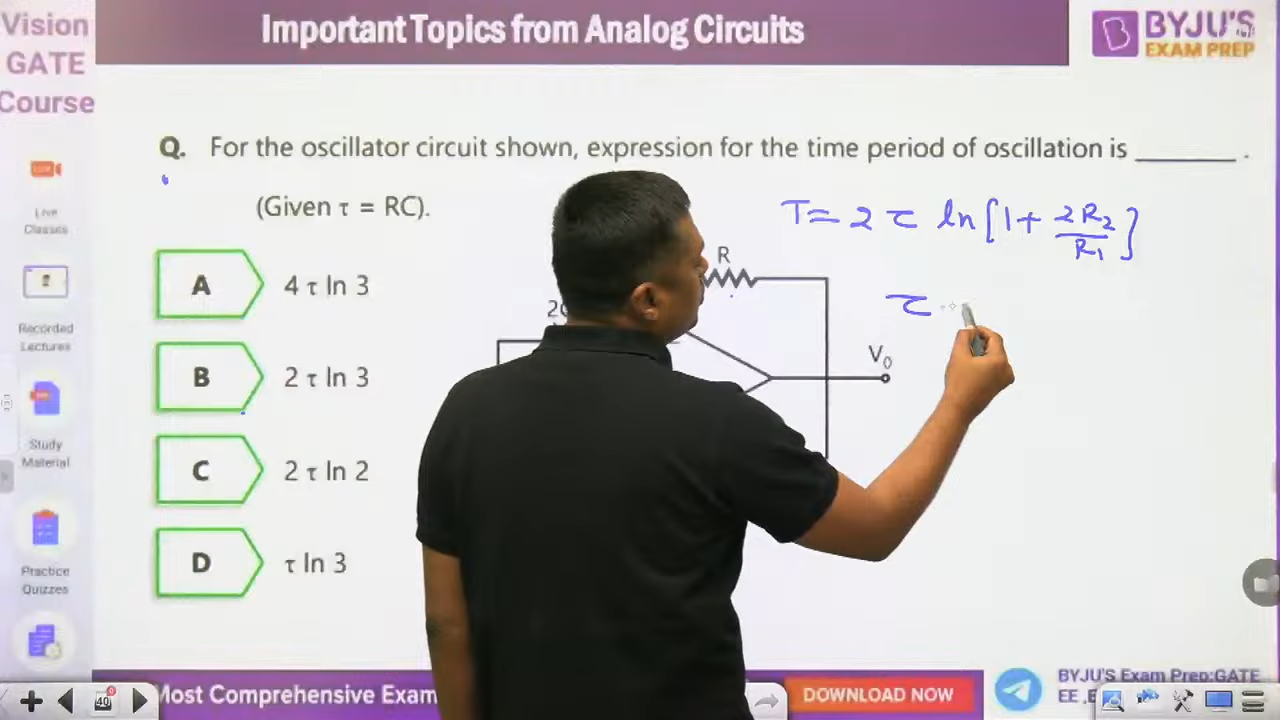 Vision
GATE
Course
Important Topics from Analog Circuits
BYJU'S
EXAM PREP
Live
Classes
Recorded
Lectures
Study
Material
Practice
Quizzes
Q. For the oscillator circuit shown, expression for the time period of oscillation is ________ .
(Given τ = RC).
A 4 τ ln 3
B 2 τ ln 3
C 2 τ ln 2
D τ ln 3
R
V0
T = 2 τ ln [1 + 2R2/R1]
τ
Most Comprehensive Exam
DOWNLOAD NOW
BYJU'S Exam Prep:GATE
40